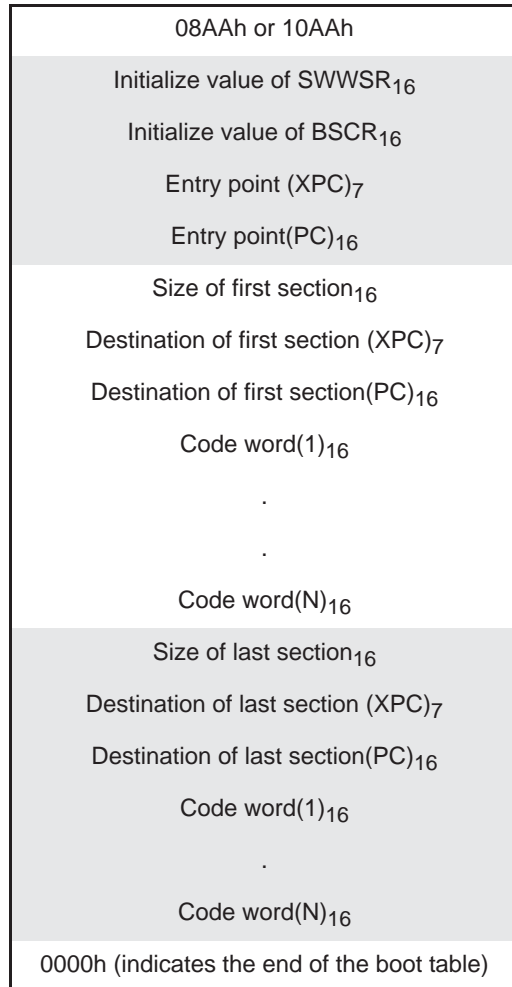 08AAh or 10AAh
Initialize value of SWWSR16
Initialize value of BSCR16
Entry point (XPC)7
Entry point(PC)16
Size of first section16
Destination of first section (XPC)7
Destination of first section(PC)16
Code word(1)16
.
.
Code word(N)16
Size of last section16
Destination of last section (XPC)7
Destination of last section(PC)16
Code word(1)16
.
Code word(N)16
0000h (indicates the end of the boot table)